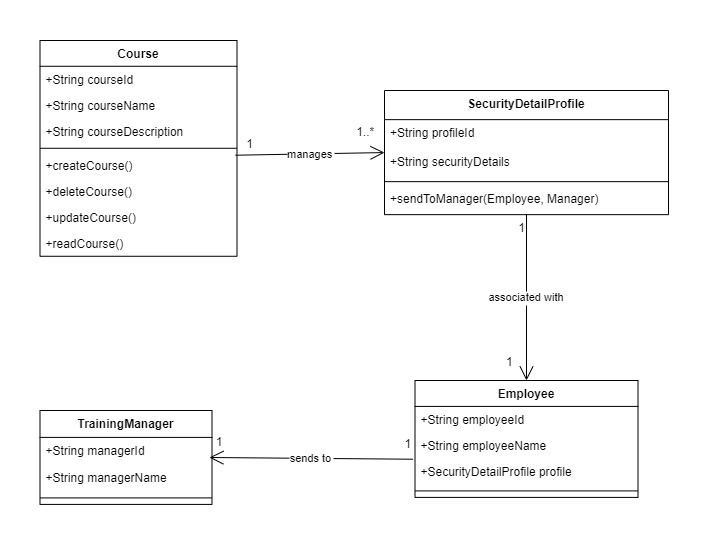 Course
+String courseId
+String courseName
+String courseDescription
+createCourse()
+deleteCourse()
+updateCourse()
+readCourse()
1
manages
1..*
SecurityDetailProfile
+String profileId
+String securityDetails
+sendToManager(Employee, Manager)
1
associated with
1
Employee
+String employeeId
+String employeeName
+SecurityDetailProfile profile
1
sends to
1
TrainingManager
+String managerId
+String managerName